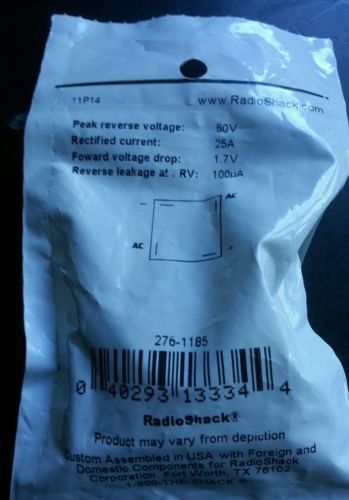 11P14 www.RadioShack.com
Peak reverse voltage: 50V
Rectified current: 25A
Foward voltage drop: 1.7V
Reverse leakage at . RV: 100µA
– AC
AC +
276-1185
0 40293 13334 4
RadioShack®
Product may vary from depiction
Custom Assembled in USA with Foreign and
Domestic Components for RadioShack
Corporation, Fort Worth, TX 76102
1-800-THE-SHACK®